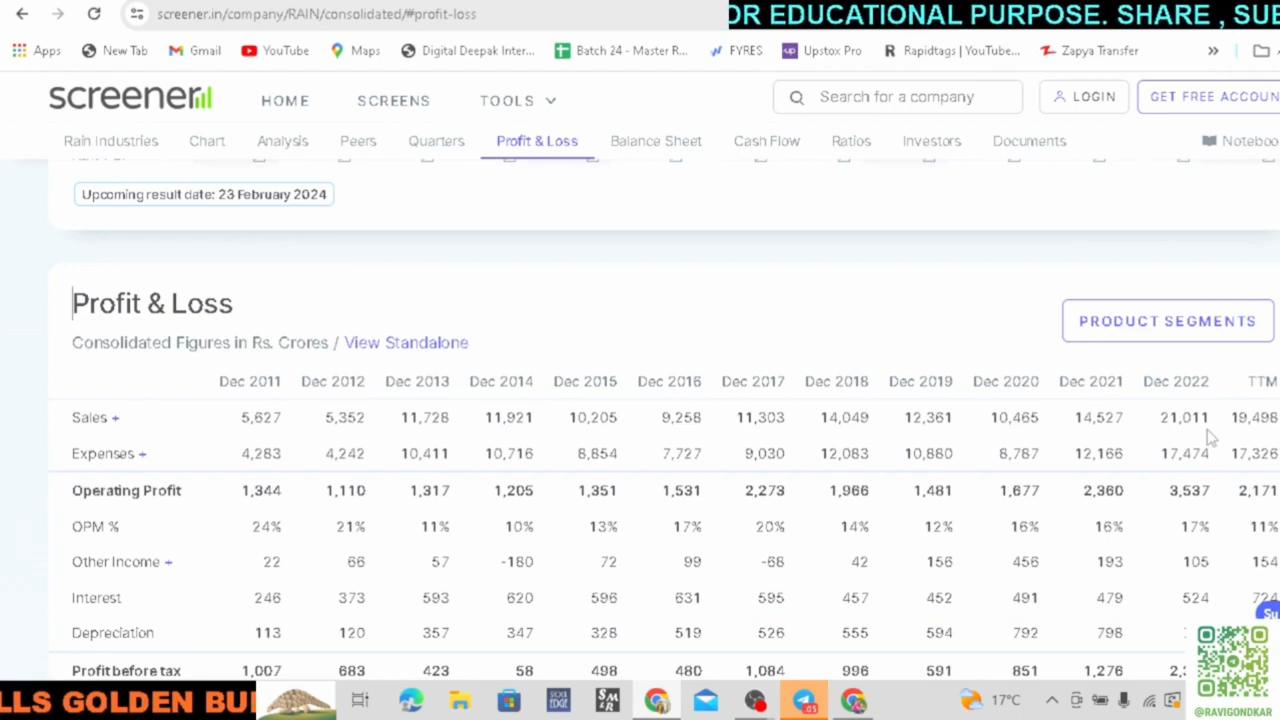 screener.in/company/RAIN/consolidated/#profit-loss
OR EDUCATIONAL PURPOSE. SHARE , SUB
Apps New Tab Gmail YouTube Maps Digital Deepak Inter... Batch 24 - Master R... FYRES Upstox Pro Rapidtags | YouTube... Zapya Transfer
screener HOME SCREENS TOOLS Search for a company LOGIN GET FREE ACCOUN
Rain Industries Chart Analysis Peers Quarters Profit & Loss Balance Sheet Cash Flow Ratios Investors Documents Noteboo
Upcoming result date: 23 February 2024
Profit & Loss
PRODUCT SEGMENTS
Consolidated Figures in Rs. Crores / View Standalone
Dec 2011 Dec 2012 Dec 2013 Dec 2014 Dec 2015 Dec 2016 Dec 2017 Dec 2018 Dec 2019 Dec 2020 Dec 2021 Dec 2022 TTM
Sales + 5,627 5,352 11,728 11,921 10,205 9,258 11,303 14,049 12,361 10,465 14,527 21,011 19,498
Expenses + 4,283 4,242 10,411 10,716 8,854 7,727 9,030 12,083 10,880 8,787 12,166 17,474 17,326
Operating Profit 1,344 1,110 1,317 1,205 1,351 1,531 2,273 1,966 1,481 1,677 2,360 3,537 2,171
OPM % 24% 21% 11% 10% 13% 17% 20% 14% 12% 16% 16% 17% 11%
Other Income + 22 66 57 -180 72 99 -68 42 156 456 193 105 154
Interest 246 373 593 620 596 631 595 457 452 491 479 524 724
Depreciation 113 120 357 347 328 519 526 555 594 792 798
Su
Profit before tax 1,007 683 423 58 498 480 1,084 996 591 851 1,276
LLS GOLDEN BU
STOCK EDGE
17°C
@RAVIGONDKAR